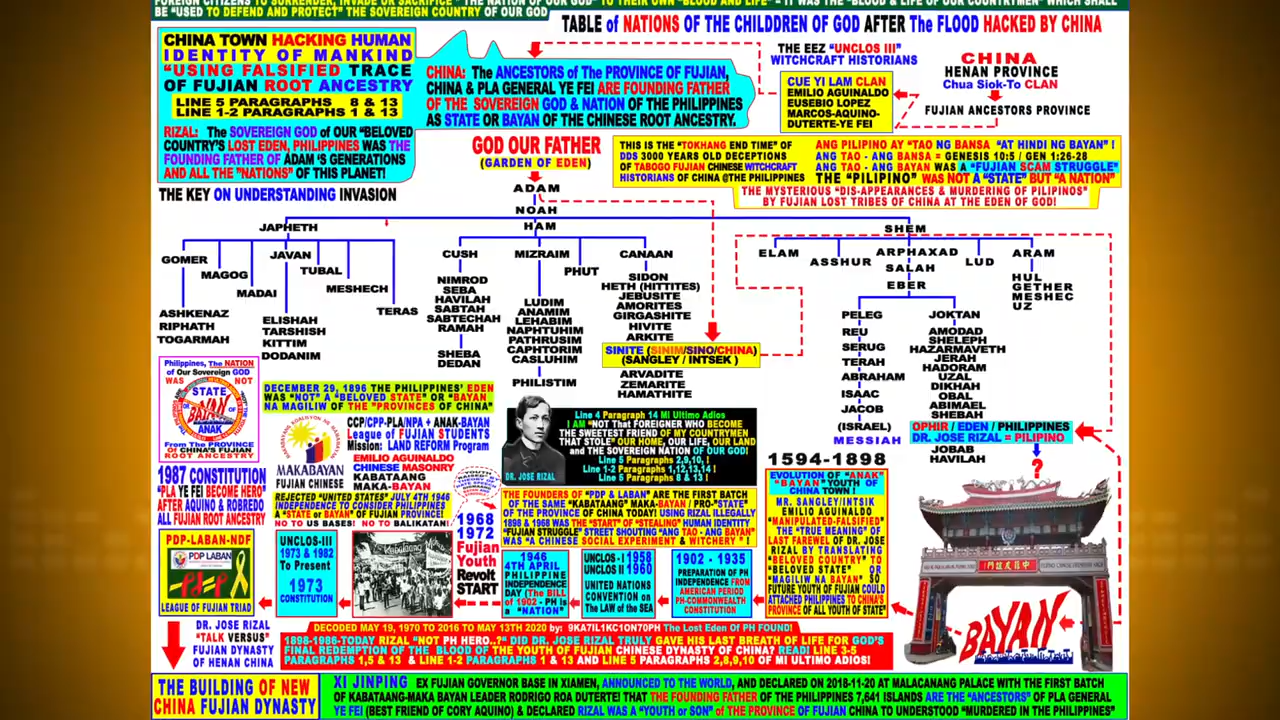 FOREIGN CITIZENS TO SURRENDER, INVADE or SACRIFICE " THE NATION OF OUR GOD" TO THEIR OWN "BLOOD AND LIFE" = IT WAS THE "BLOOD & LIFE OF OUR COUNTRYMEN" WHICH SHALL
BE "USED TO DEFEND AND PROTECT" THE SOVEREIGN COUNTRY OF OUR GOD
TABLE of NATIONS OF THE CHILDDREN OF GOD AFTER The FLOOD HACKED BY CHINA
CHINA TOWN HACKING HUMAN
IDENTITY OF MANKIND
"USING FALSIFIED TRACE
OF FUJIAN ROOT ANCESTRY
LINE 5 PARAGRAPHS 8 & 13
LINE 1-2 PARAGRAPHS 1 & 13
RIZAL: The SOVEREIGN GOD of OUR "BELOVED
COUNTRY'S LOST EDEN, PHILIPPINES WAS THE
FOUNDING FATHER OF ADAM 'S GENERATIONS
AND ALL THE "NATIONS" OF THIS PLANET!
THE KEY ON UNDERSTANDING INVASION
CHINA: The ANCESTORS of The PROVINCE OF FUJIAN,
CHINA & PLA GENERAL YE FEI ARE FOUNDING FATHER
OF THE SOVEREIGN GOD & NATION OF THE PHILIPPINES
AS STATE or BAYAN OF THE CHINESE ROOT ANCESTRY.
THE EEZ "UNCLOS III"
WITCHCRAFT HISTORIANS
CUE YI LAM CLAN
EMILIO AGUINALDO
EUSEBIO LOPEZ
MARCOS-AQUINO-
DUTERTE-YE FEI
CHINA
HENAN PROVINCE
Chua Siok-To CLAN
FUJIAN ANCESTORS PROVINCE
GOD OUR FATHER
(GARDEN OF EDEN)
THIS IS THE "TOKHANG END TIME" OF
DDS 3000 YEARS OLD DECEPTIONS
OF TABOGO FUJIAN CHINESE WITCHCRAFT
HISTORIANS OF CHINA @THE PHILIPPINES
ANG PILIPINO AY "TAO NG BANSA "AT HINDI NG BAYAN" !
ANG TAO - ANG BANSA = GENESIS 10:5 / GEN 1:26-28
ANG TAO - ANG BAYAN WAS A "FUJIAN SCAM STRUGGLE"
THE "PILIPINO" WAS NOT A "STATE" BUT "A NATION"
THE MYSTERIOUS "DIS-APPEARANCES & MURDERING OF PILIPINOS"
BY FUJIAN LOST TRIBES OF CHINA AT THE EDEN OF GOD!
ADAM
NOAH
HAM
JAPHETH
SHEM
GOMER
MAGOG
MADAI
JAVAN
TUBAL
MESHECH
TERAS
ASHKENAZ
RIPHATH
TOGARMAH
ELISHAH
TARSHISH
KITTIM
DODANIM
CUSH
NIMROD
SEBA
HAVILAH
SABTAH
SABTECHAH
RAMAH
SHEBA
DEDAN
MIZRAIM
LUDIM
ANAMIM
LEHABIM
NAPHTUHIM
PATHRUSIM
CAPHTORIM
CASLUHIM
PHILISTIM
PHUT
CANAAN
SIDON
HETH (HITTITES)
JEBUSITE
AMORITES
GIRGASHITE
HIVITE
ARKITE
SINITE (SINIM/SINO/CHINA)
(SANGLEY / INTSEK )
ARVADITE
ZEMARITE
HAMATHITE
ELAM
ASSHUR
ARPHAXAD
SALAH
EBER
LUD
ARAM
HUL
GETHER
MESHEC
UZ
PELEG
REU
SERUG
TERAH
ABRAHAM
ISAAC
JACOB
(ISRAEL)
MESSIAH
JOKTAN
AMODAD
SHELEPH
HAZARMAVETH
JERAH
HADORAM
UZAL
DIKHAH
OBAL
ABIMAEL
SHEBAH
OPHIR / EDEN / PHILIPPINES
DR. JOSE RIZAL = PILIPINO
JOBAB
HAVILAH
?
Philippines, The NATION
of Our Sovereign GOD
WAS NOT
STATE
OF
BAYAN
ANAK
From The PROVINCE
OF CHINA'S FUJIAN
ROOT ANCESTRY
DECEMBER 29, 1896 THE PHILIPPINES' EDEN
WAS "NOT" A "BELOVED STATE" OR "BAYAN
NA MAGILIW OF THE "PROVINCES OF CHINA"
MAKABAYAN
FUJIAN CHINESE
CCP/CPP-PLA/NPA + ANAK-BAYAN
League of FUJIAN STUDENTS
Mission: LAND REFORM Program
EMILIO AGUINALDO
CHINESE MASONRY
KABATAANG
MAKA-BAYAN
REJECTED "UNITED STATES" JULY 4TH 1946
INDEPENDENCE TO CONSIDER PHILIPPINES
A "STATE or BAYAN" OF FUJIAN PROVINCE!
NO TO US BASES! NO TO BALIKATAN!
DR. JOSE RIZAL
Line 4 Paragraph 14 MI Ultimo Adios
I AM "NOT That FOREIGNER WHO BECOME
THE SWEETEST FRIEND OF MY COUNTRYMEN
THAT STOLE" OUR HOME, OUR LIFE, OUR LAND
and THE SOVEREIGN NATION OF OUR GOD!
Line 5 Paragraphs 2,9,10, !
Line 1-2 Paragraphs 1,12,13,14 !
Line 5 Paragraphs 8 & 13 !
1987 CONSTITUTION
"PLA YE FEI BECOME HERO"
AFTER AQUINO & ROBREDO
ALL FUJIAN ROOT ANCESTRY
PDP-LABAN-NDF
PDP LABAN
LEAGUE OF FUJIAN TRIAD
UNCLOS-III
1973 & 1982
To Present
1973
CONSTITUTION
1968
1972
Fujian
Youth
Revolt
START
THE FOUNDERS OF "PDP & LABAN" ARE THE FIRST BATCH
OF THE SAME "KABATAANG" MAKA-BAYAN / PRO-"STATE"
OF THE PROVINCE OF CHINA TODAY! USING RIZAL ILLEGALLY
1898 & 1968 WAS THE "START" OF "STEALING" HUMAN IDENTITY
"FUJIAN STRUGGLE" STREET SHOUTING "ANG TAO - ANG BAYAN"
WAS "A CHINESE SOCIAL EXPERIMENT & WITCHERY" !
1946
4TH APRIL
PHILIPPINE
INDEPENDENCE
DAY (The BILL
of 1902 - PH is
a "NATION"
UNCLOS-I 1958
UNCLOS II 1960
UNITED NATIONS
CONVENTION on
The LAW of the SEA
1902 - 1935
PREPARATION OF PH
INDEPENDENCE FROM
AMERICAN PERIOD
PH-COMMONWEALTH
CONSTITUTION
1594-1898
EVOLUTION OF "ANAK"
"BAYAN" YOUTH OF
CHINA TOWN
MR. SANGLEY/INTSIK
EMILIO AGUINALDO
"MANIPULATED-FALSIFIED"
THE "TRUE MEANING" OF
LAST FAREWEL OF DR. JOSE
RIZAL BY TRANSLATING
"BELOVED COUNTRY" TO
BELOVED STATE" OR
"MAGILIW NA BAYAN" SO
FUTURE YOUTH OF FUJIAN COULD
ATTACHED PHILIPPINES TO CHINA'S
PROVINCE OF ALL YOUTH OF STATE"
BAYAN
DECODED MAY 19, 1970 TO 2016 TO MAY 13TH 2020 by: 9KA7IL1KC1ON70PH The Lost Eden Of PH FOUND!
DR. JOSE RIZAL
"TALK VERSUS"
FUJIAN DYNASTY
OF HENAN CHINA
1898-1986-TODAY RIZAL "NOT PH HERO..?" DID DR. JOSE RIZAL TRULY GAVE HIS LAST BREATH OF LIFE FOR GOD'S
FINAL REDEMPTION OF THE BLOOD OF THE YOUTH OF FUJIAN CHINESE DYNASTY OF CHINA? READ! LINE 3-5
PARAGRAPHS 1,5 & 13 & LINE 1-2 PARAGRAPHS 1 & 13 AND LINE 5 PARAGRAPHS 2,8,9,10 OF MI ULTIMO ADIOS!
THE BUILDING OF NEW
CHINA FUJIAN DYNASTY
XI JINPING EX FUJIAN GOVERNOR BASE IN XIAMEN, ANNOUNCED TO THE WORLD, AND DECLARED ON 2018-11-20 AT MALACANANG PALACE WITH THE FIRST BATCH
OF KABATAANG-MAKA BAYAN LEADER RODRIGO ROA DUTERTE! THAT THE FOUNDING FATHER OF THE PHILIPPINES 7,641 ISLANDS ARE THE "ANCESTORS" OF PLA GENERAL
YE FEI (BEST FRIEND OF CORY AQUINO) & DECLARED RIZAL WAS A "YOUTH or SON" of THE PROVINCE OF FUJIAN CHINA TO UNDERSTOOD "MURDERED IN THE PHILIPPINES"